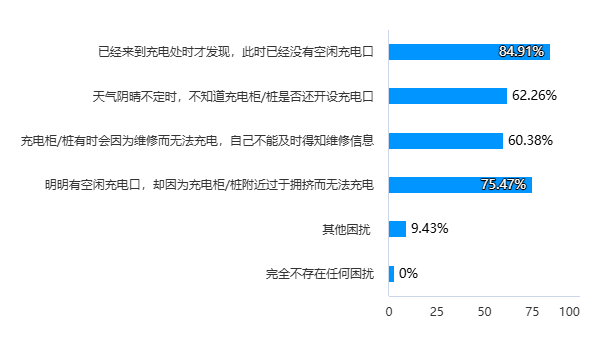 已经来到充电处时才发现，此时已经没有空闲充电口 84.91%
天气阴晴不定时，不知道充电柜/桩是否还开设充电口 62.26%
充电柜/桩有时会因为维修而无法充电，自己不能及时得知维修信息 60.38%
明明有空闲充电口，却因为充电柜/桩附近过于拥挤而无法充电 75.47%
其他困扰 9.43%
完全不存在任何困扰 0%
0 25 50 75 100